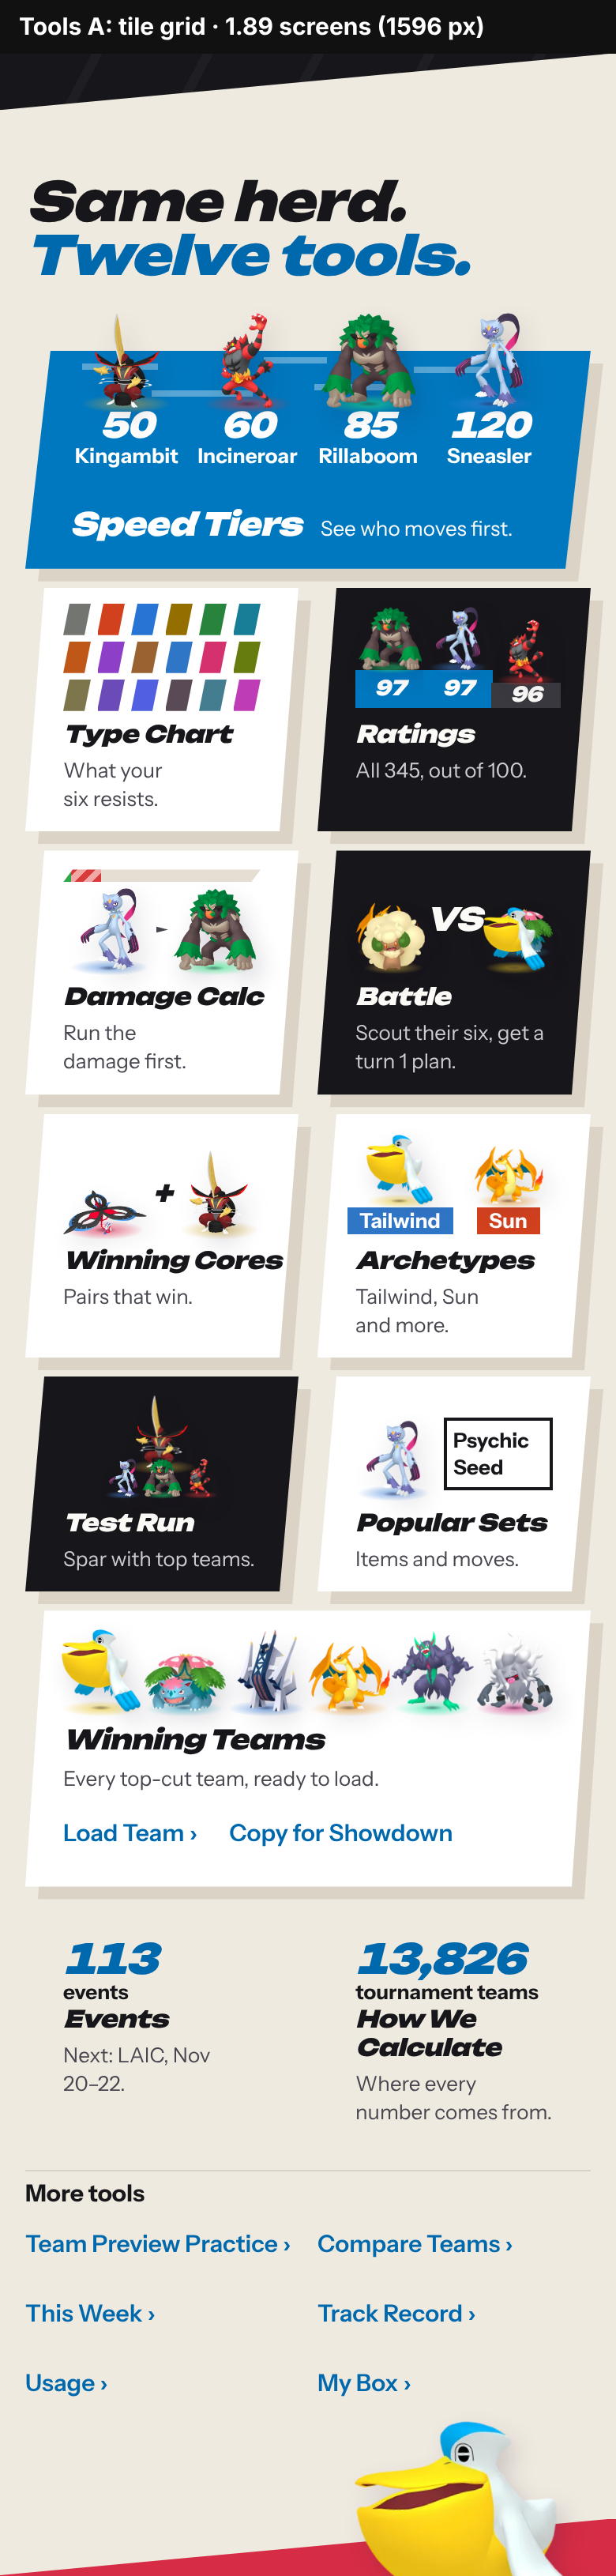 Tools A: tile grid · 1.89 screens (1596 px)
Same herd.
Twelve tools.
50 60 85 120
Kingambit Incineroar Rillaboom Sneasler
Speed Tiers See who moves first.
Type Chart
What your
six resists.
97 97 96
Ratings
All 345, out of 100.
Damage Calc
Run the
damage first.
VS
Battle
Scout their six, get a
turn 1 plan.
+
Winning Cores
Pairs that win.
Tailwind Sun
Archetypes
Tailwind, Sun
and more.
Test Run
Spar with top teams.
Psychic
Seed
Popular Sets
Items and moves.
Winning Teams
Every top-cut team, ready to load.
Load Team › Copy for Showdown
113
events
Events
Next: LAIC, Nov
20–22.
13,826
tournament teams
How We
Calculate
Where every
number comes from.
More tools
Team Preview Practice › Compare Teams ›
This Week › Track Record ›
Usage › My Box ›